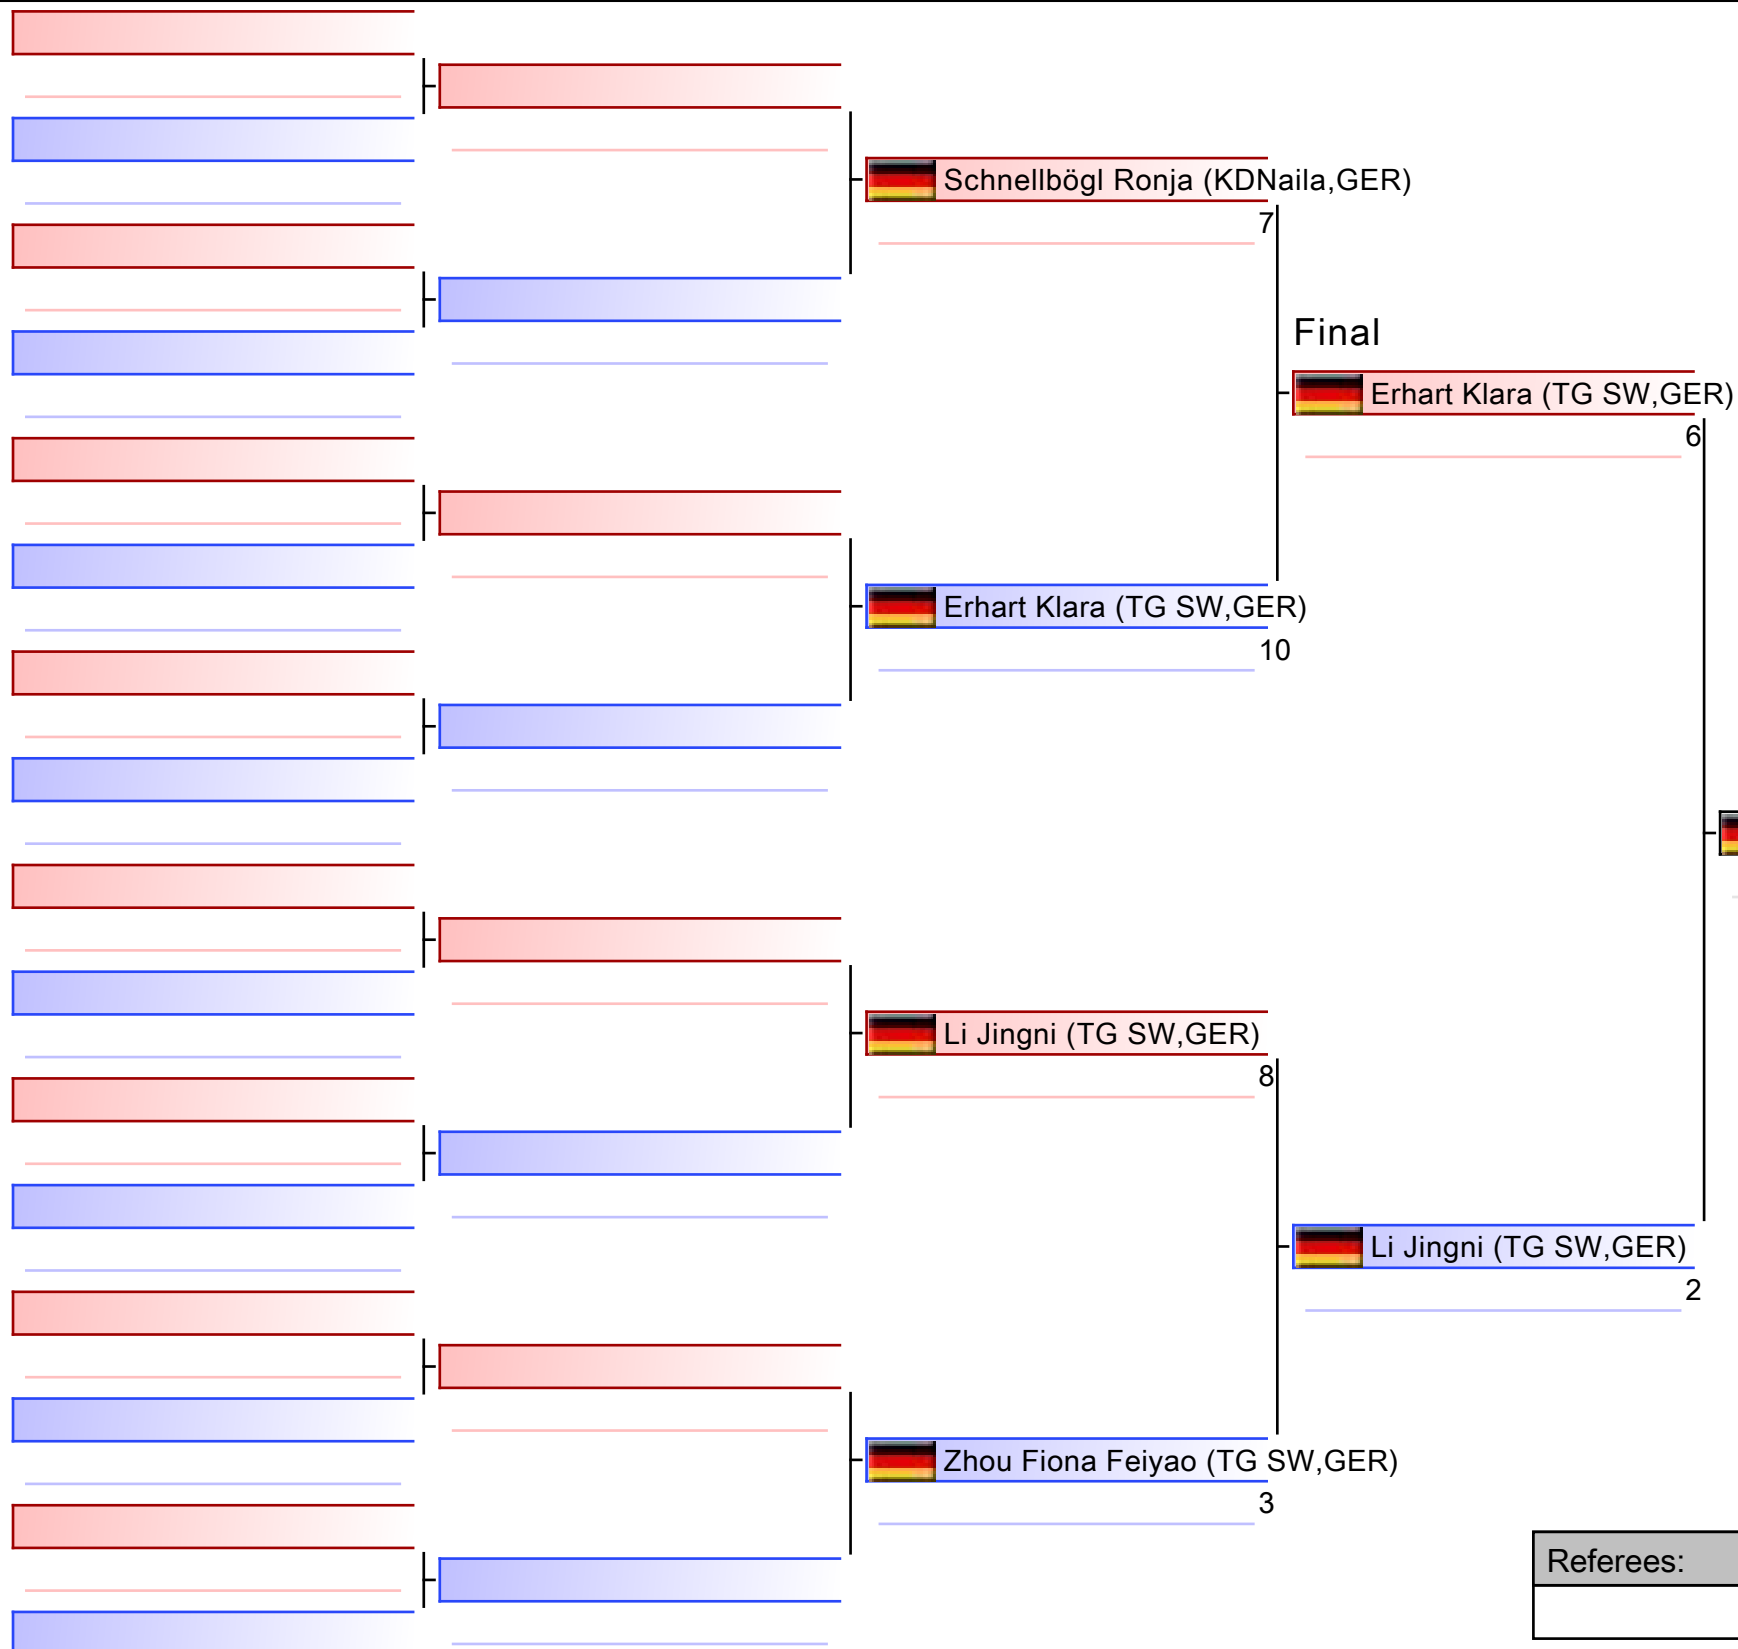 Schnellbögl Ronja (KDNaila,GER)
7
Final
Erhart Klara (TG SW,GER)
6
Erhart Klara (TG SW,GER)
10
Li Jingni (TG SW,GER)
8
Li Jingni (TG SW,GER)
2
Zhou Fiona Feiyao (TG SW,GER)
3
Referees: